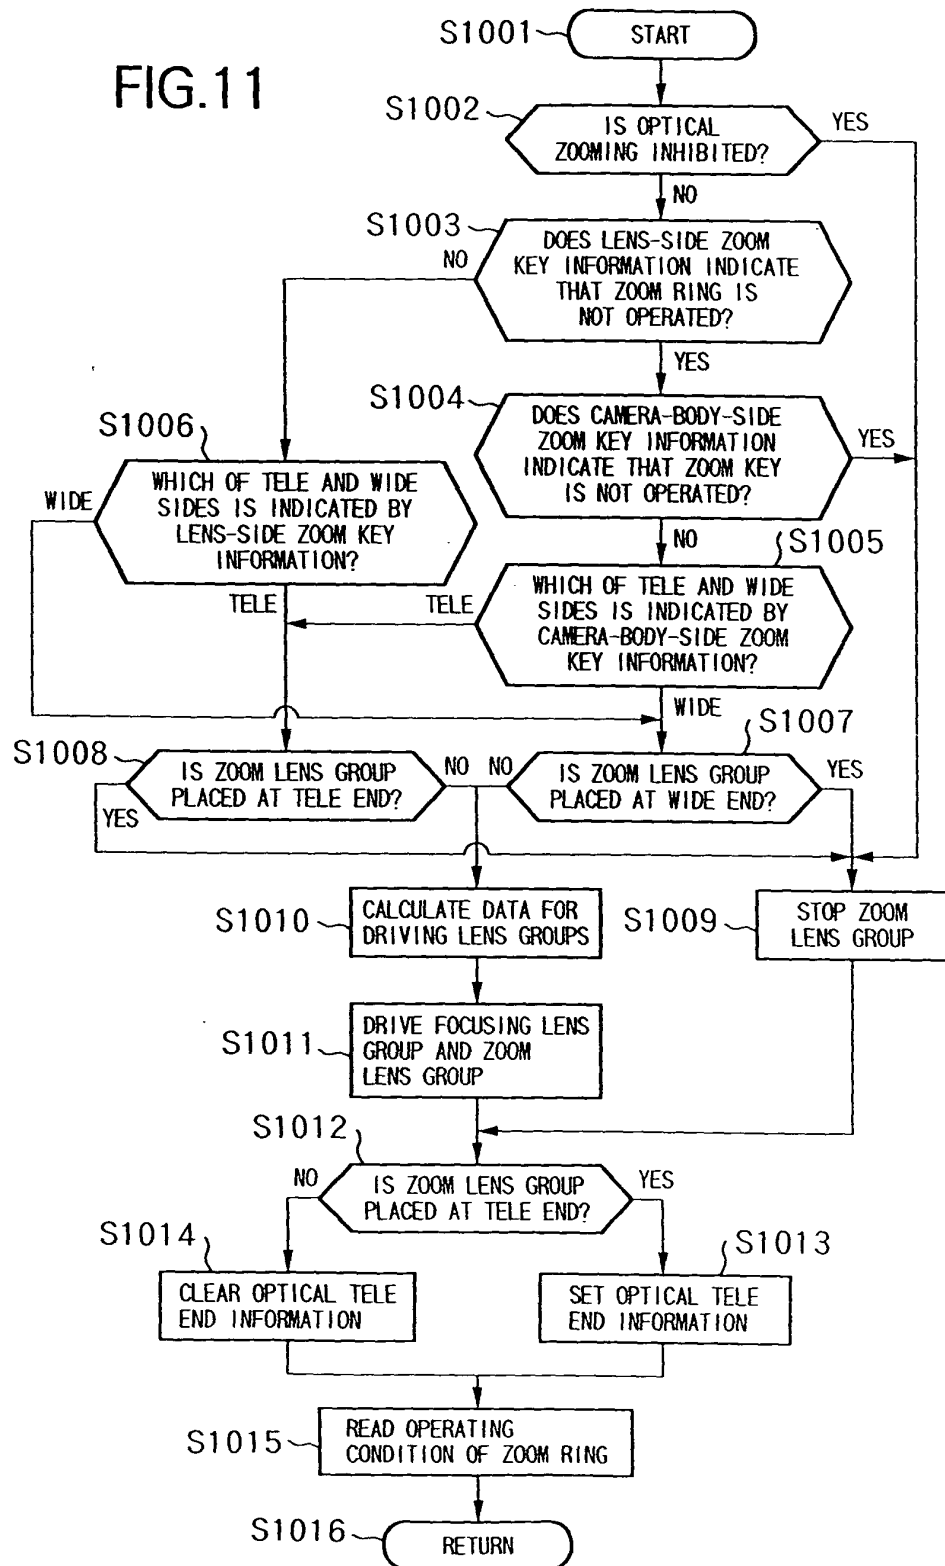 S1001
START
FIG.11
S1002
IS OPTICAL
ZOOMING INHIBITED?
YES
NO
S1003
DOES LENS-SIDE ZOOM
KEY INFORMATION INDICATE
THAT ZOOM RING IS
NOT OPERATED?
NO
YES
S1004
DOES CAMERA-BODY-SIDE
ZOOM KEY INFORMATION
INDICATE THAT ZOOM KEY
IS NOT OPERATED?
YES
NO
S1006
WHICH OF TELE AND WIDE
SIDES IS INDICATED BY
LENS-SIDE ZOOM KEY
INFORMATION?
WIDE
TELE
S1005
WHICH OF TELE AND WIDE
SIDES IS INDICATED BY
CAMERA-BODY-SIDE ZOOM
KEY INFORMATION?
TELE
WIDE
S1008
IS ZOOM LENS GROUP
PLACED AT TELE END?
NO
YES
S1007
IS ZOOM LENS GROUP
PLACED AT WIDE END?
NO
YES
S1010
CALCULATE DATA FOR
DRIVING LENS GROUPS
S1009
STOP ZOOM
LENS GROUP
S1011
DRIVE FOCUSING LENS
GROUP AND ZOOM
LENS GROUP
S1012
IS ZOOM LENS GROUP
PLACED AT TELE END?
NO
YES
S1014
CLEAR OPTICAL TELE
END INFORMATION
S1013
SET OPTICAL TELE
END INFORMATION
S1015
READ OPERATING
CONDITION OF ZOOM RING
S1016
RETURN